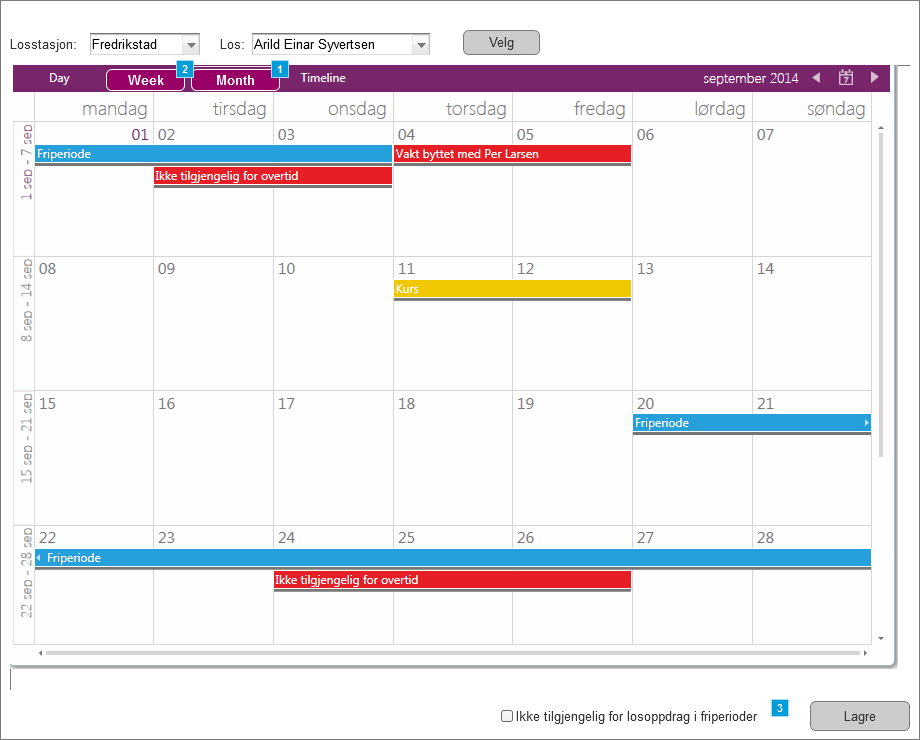 Losstasjon: Fredrikstad Los: Arild Einar Syvertsen Velg
Day Week 2 Month 1 Timeline september 2014 7
mandag tirsdag onsdag torsdag fredag lørdag søndag
1 sep - 7 sep
01 02 03 04 05 06 07
Friperiode Vakt byttet med Per Larsen
Ikke tilgjengelig for overtid
8 sep - 14 sep
08 09 10 11 12 13 14
Kurs
15 sep - 21 sep
15 16 17 18 19 20 21
Friperiode
22 sep - 28 sep
22 23 24 25 26 27 28
Friperiode
Ikke tilgjengelig for overtid
Ikke tilgjengelig for losoppdrag i friperioder 3 Lagre